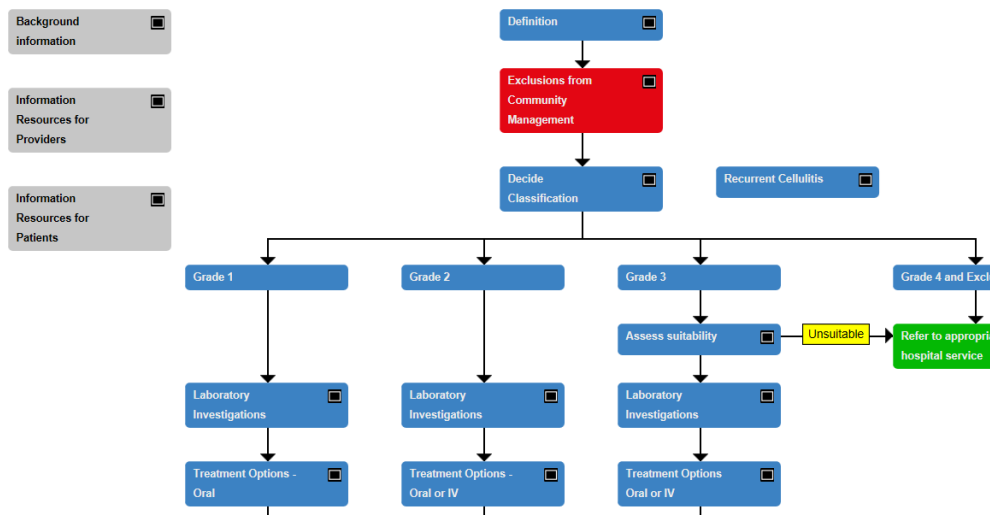 Background
information
Information
Resources for
Providers
Information
Resources for
Patients
Definition
Exclusions from
Community
Management
Decide
Classification
Recurrent Cellulitis
Grade 1
Grade 2
Grade 3
Grade 4 and Exclu
Assess suitability
Unsuitable
Refer to appropria
hospital service
Laboratory
Investigations
Laboratory
Investigations
Laboratory
Investigations
Treatment Options -
Oral
Treatment Options -
Oral or IV
Treatment Options
Oral or IV